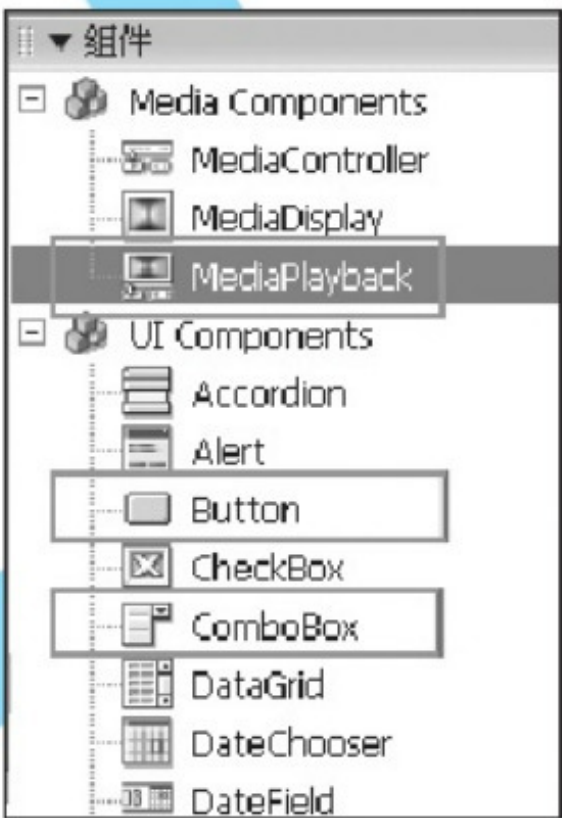 組件
Media Components
MediaController
MediaDisplay
MediaPlayback
UI Components
Accordion
Alert
Button
CheckBox
ComboBox
DataGrid
DateChooser
DateField